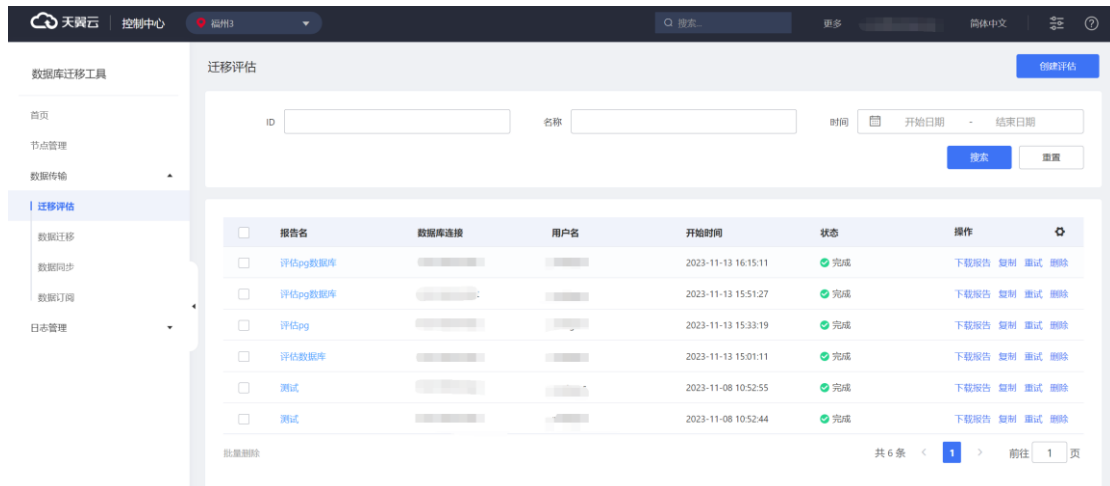 天翼云 控制中心 福州3 搜索... 更多 简体中文
数据库迁移工具
首页
节点管理
数据传输
迁移评估
数据迁移
数据同步
数据订阅
日志管理
迁移评估 创建评估
ID 名称 时间 开始日期 - 结束日期
搜索 重置
报告名 数据库连接 用户名 开始时间 状态 操作
评估pg数据库 2023-11-13 16:15:11 完成 下载报告 复制 重试 删除
评估pg数据库 2023-11-13 15:51:27 完成 下载报告 复制 重试 删除
评估pg 2023-11-13 15:33:19 完成 下载报告 复制 重试 删除
评估数据库 2023-11-13 15:01:11 完成 下载报告 复制 重试 删除
测试 2023-11-08 10:52:55 完成 下载报告 复制 重试 删除
测试 2023-11-08 10:52:44 完成 下载报告 复制 重试 删除
批量删除 共 6 条 < 1 > 前往 1 页